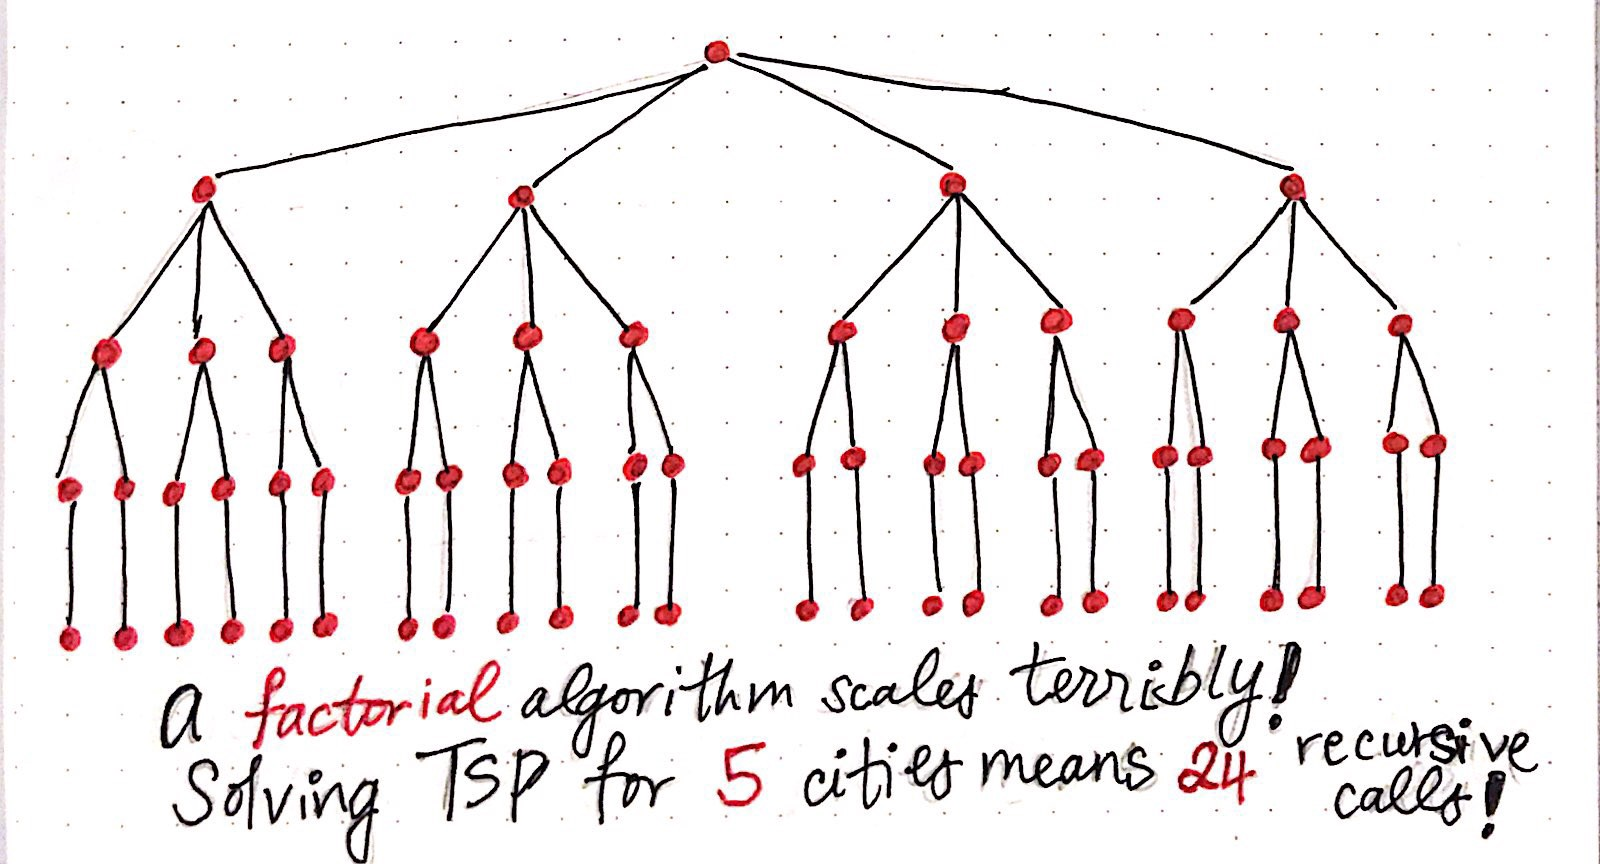 a factorial algorithm scales terribly!
Solving TSP for 5 cities means 24 recursive
calls!